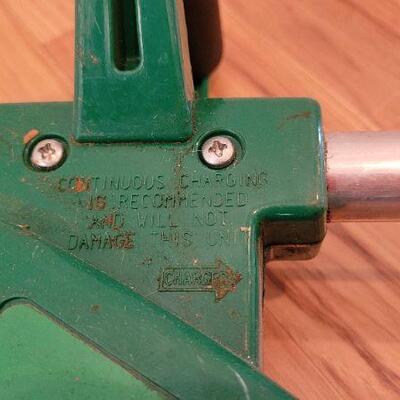 CONTINUOUS CHARGING
IS RECOMMENDED
AND WILL NOT
DAMAGE THIS UNIT
CHARGER